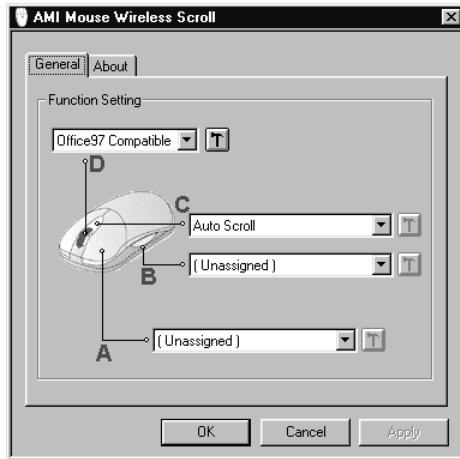 AMI Mouse Wireless Scroll
General
About
Function Setting
Office97 Compatible
D
C
Auto Scroll
B
( Unassigned )
A
( Unassigned )
OK
Cancel
Apply